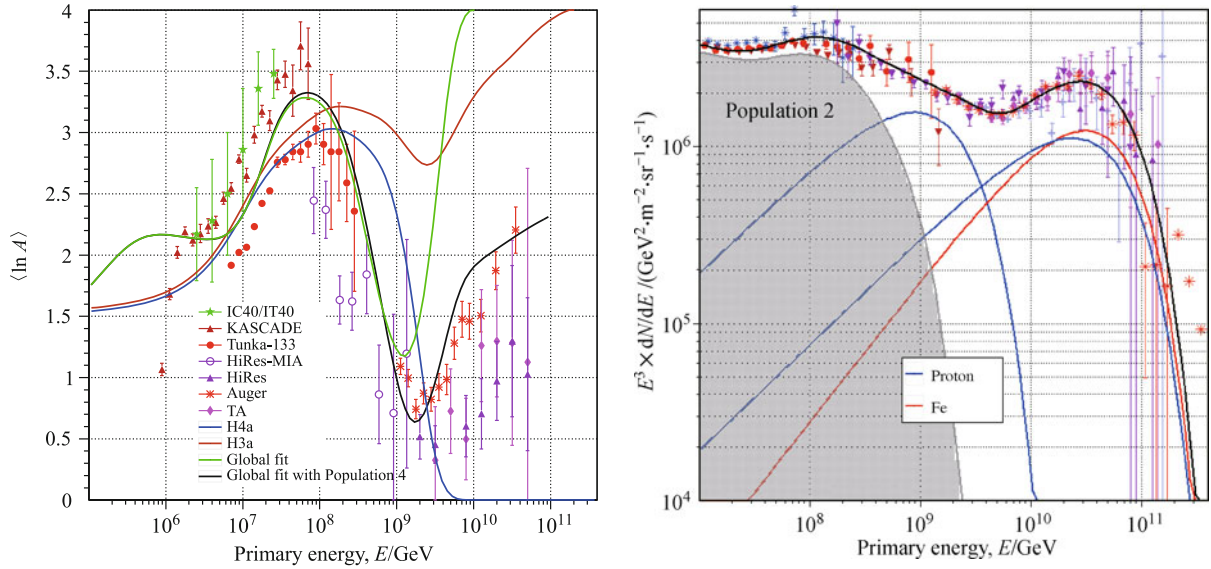 4
3.5
3
2.5
2
1.5
1
0.5
0
⟨ln A⟩
IC40/IT40
KASCADE
Tunka-133
HiRes-MIA
HiRes
Auger
TA
H4a
H3a
Global fit
Global fit with Population 4
10^6
10^7
10^8
10^9
10^10
10^11
Primary energy, E/GeV
E^3 × dN/dE /(GeV^2·m^-2·sr^-1·s^-1)
10^6
10^5
10^4
Population 2
Proton
Fe
10^8
10^9
10^10
10^11
Primary energy, E/GeV